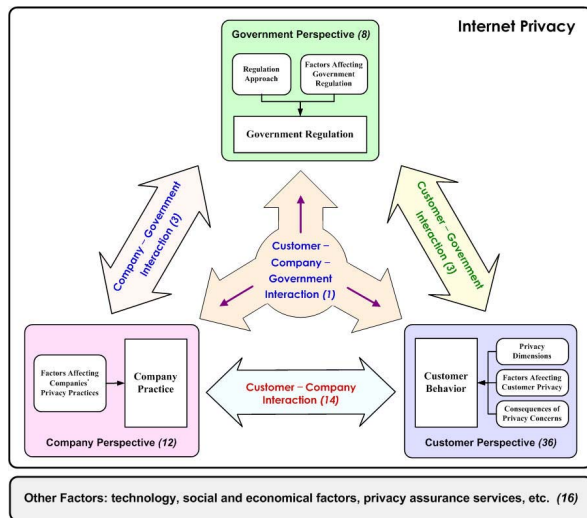 Internet Privacy
Government Perspective (8)
Regulation
Approach
Factors Affecting
Government
Regulation
Government Regulation
Company – Government
Interaction (3)
Customer – Government
Interaction (3)
Customer –
Company –
Government
Interaction (1)
Factors Affecting
Companies'
Privacy Practices
Company
Practice
Company Perspective (12)
Customer – Company
Interaction (14)
Customer
Behavior
Privacy
Dimensions
Factors Affecting
Customer Privacy
Consequences of
Privacy Concerns
Customer Perspective (36)
Other Factors: technology, social and economical factors, privacy assurance services, etc. (16)